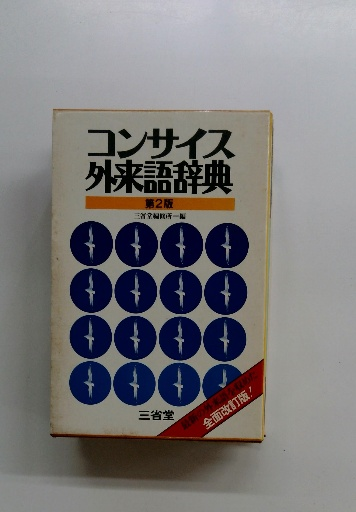 コンサイス
外来語辞典
第2版
三省堂編修所━編
全面改訂版!
三省堂